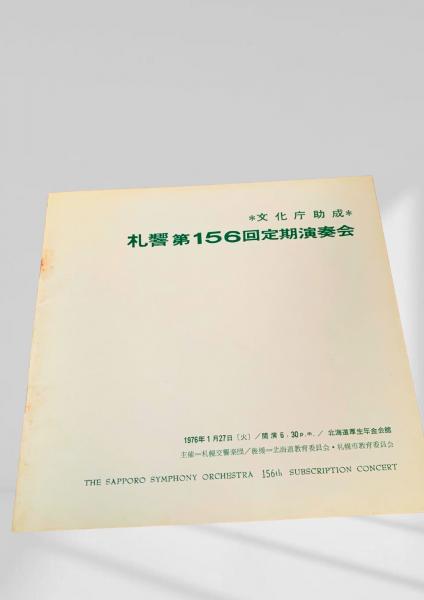 *文化庁助成*
札響第156回定期演奏会
1976年1月27日〔火〕/開演6:30p.m./北海道厚生年金会館
主催=札幌交響楽団/後援=北海道教育委員会・札幌市教育委員会
THE SAPPORO SYMPHONY ORCHESTRA 156th SUBSCRIPTION CONCERT